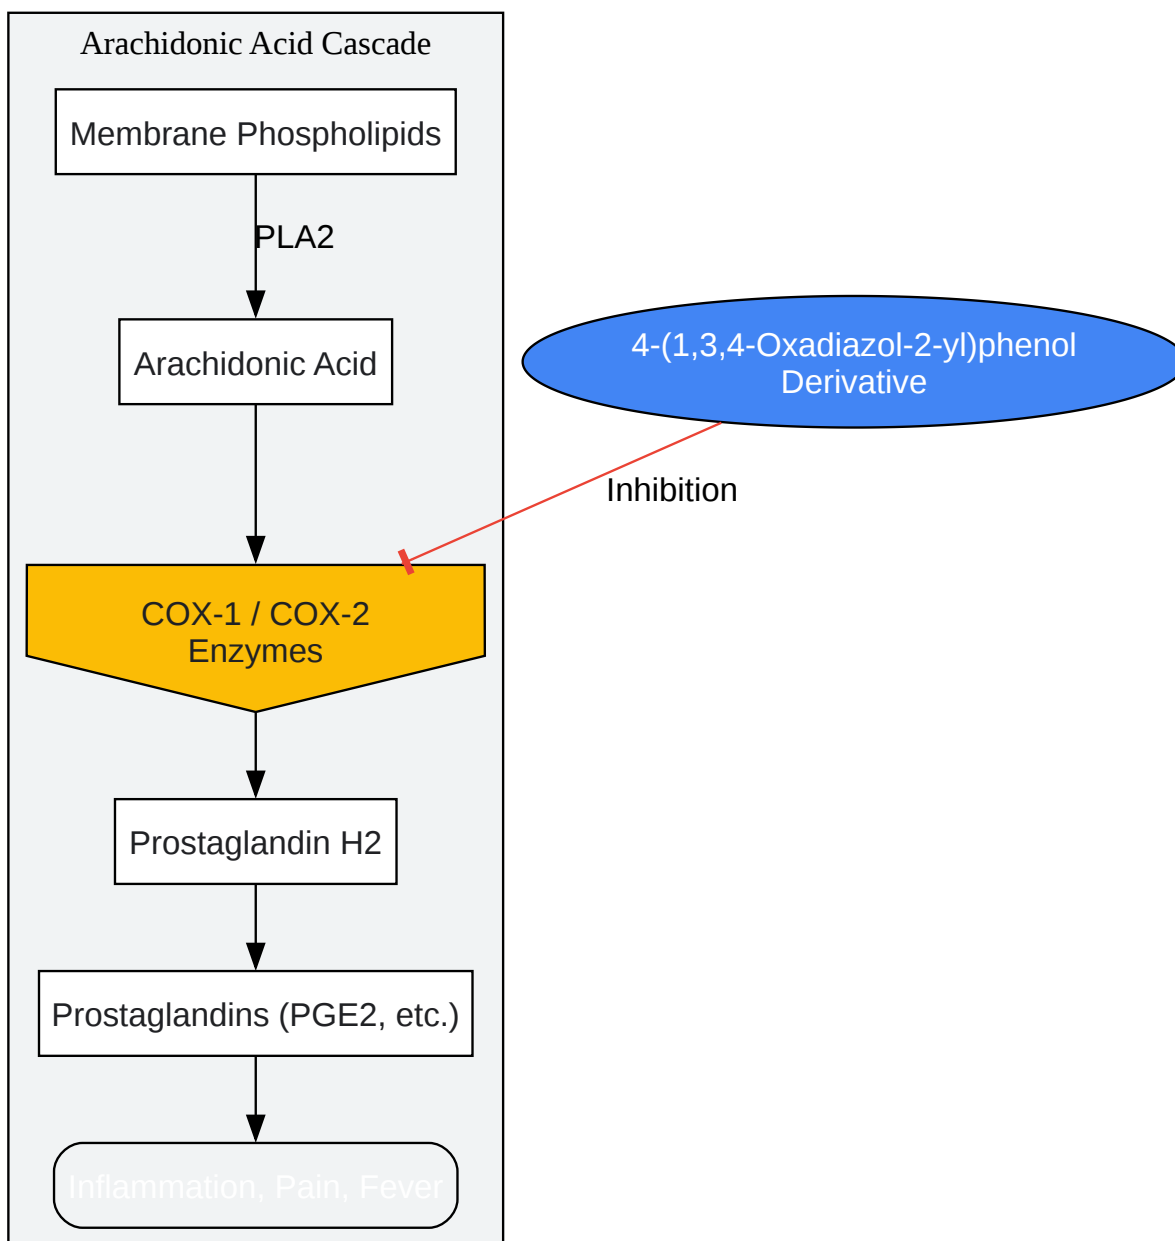 Arachidonic Acid Cascade
Membrane Phospholipids
PLA2
Arachidonic Acid
4-(1,3,4-Oxadiazol-2-yl)phenol
Derivative
Inhibition
COX-1 / COX-2
Enzymes
Prostaglandin H2
Prostaglandins (PGE2, etc.)
Inflammation, Pain, Fever